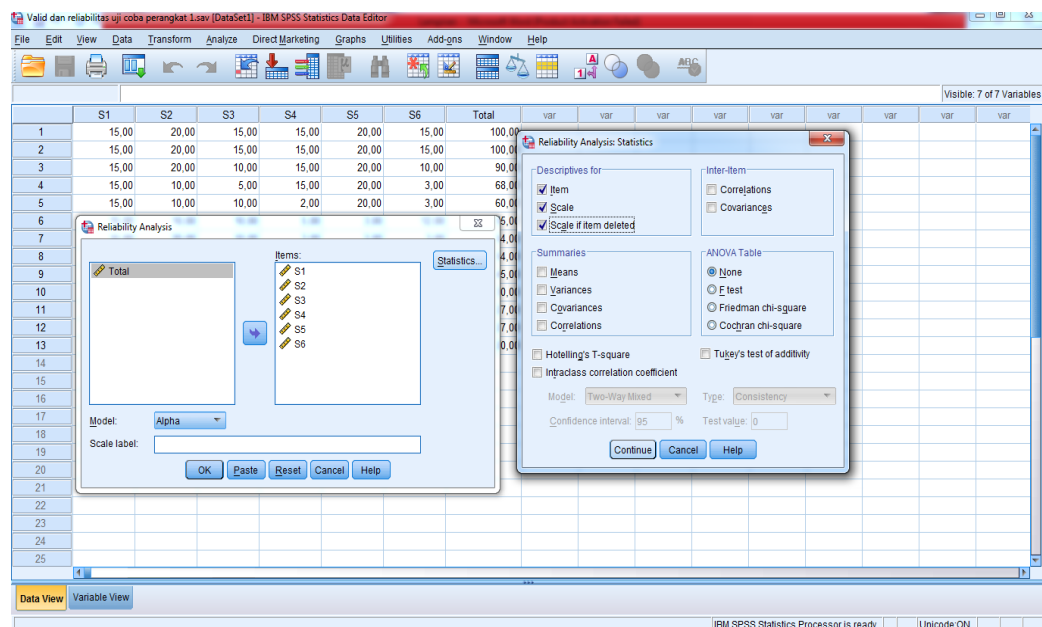 Valid dan reliabilitas uji coba perangkat 1.sav [DataSet1] - IBM SPSS Statistics Data Editor
File Edit View Data Transform Analyze Direct Marketing Graphs Utilities Add-ons Window Help
Visible: 7 of 7 Variables
S1 S2 S3 S4 S5 S6 Total var var var var var var var var
1 15,00 20,00 15,00 15,00 20,00 15,00 100,00
2 15,00 20,00 15,00 15,00 20,00 15,00 100,00
3 15,00 20,00 10,00 15,00 20,00 10,00 90,00
4 15,00 10,00 5,00 15,00 20,00 3,00 68,00
5 15,00 10,00 10,00 2,00 20,00 3,00 60,00
6
7
8
9
10
11
12
13
14
15
16
17
18
19
20
21
22
23
24
25
Reliability Analysis
Total
Items:
S1
S2
S3
S4
S5
S6
Statistics...
Model: Alpha
Scale label:
OK Paste Reset Cancel Help
Reliability Analysis: Statistics
Descriptives for
Item
Scale
Scale if item deleted
Inter-Item
Correlations
Covariances
Summaries
Means
Variances
Covariances
Correlations
ANOVA Table
None
F test
Friedman chi-square
Cochran chi-square
Hotelling's T-square
Tukey's test of additivity
Intraclass correlation coefficient
Model: Two-Way Mixed Type: Consistency
Confidence interval: 95 % Test value: 0
Continue Cancel Help
Data View Variable View
IBM SPSS Statistics Processor is ready Unicode:ON